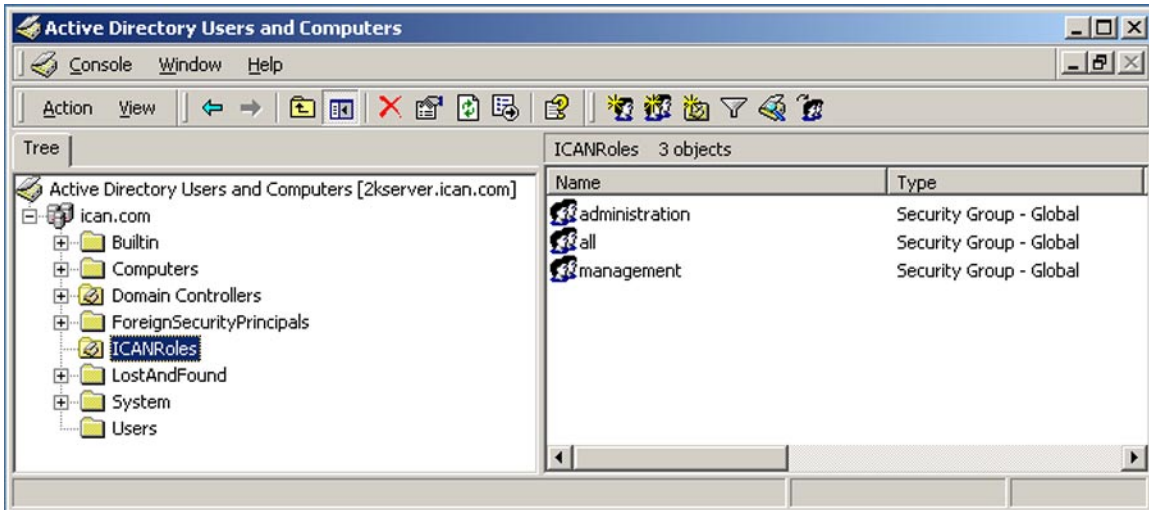 Active Directory Users and Computers
Console Window Help
Action View
Tree
ICANRoles 3 objects
Active Directory Users and Computers [2kserver.ican.com]
ican.com
Builtin
Computers
Domain Controllers
ForeignSecurityPrincipals
ICANRoles
LostAndFound
System
Users
Name Type
administration Security Group - Global
all Security Group - Global
management Security Group - Global